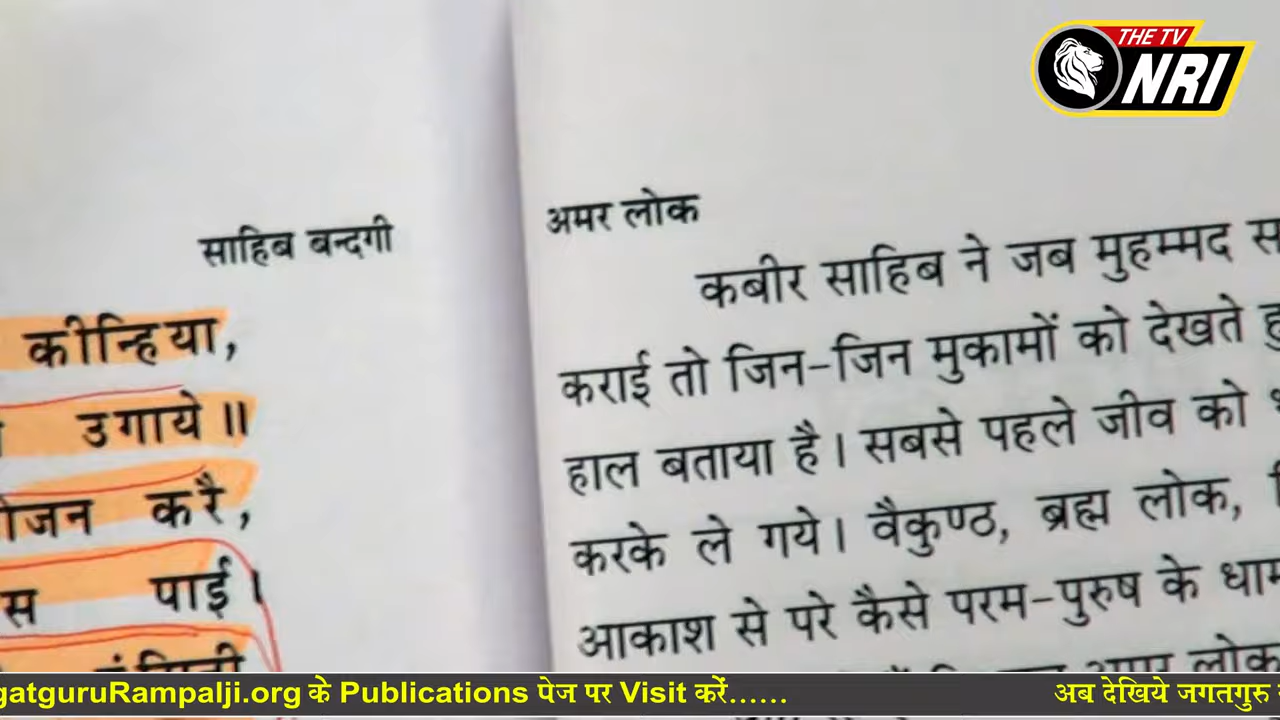 THE TV
NRI
साहिब बन्दगी
कीन्हिया,
उगाये॥
करै,
पाई।
अमर लोक
कबीर साहिब ने जब मुहम्मद
कराई तो जिन-जिन मुकामों को देखते
हाल बताया है। सबसे पहले जीव को
करके ले गये। वैकुण्ठ, ब्रह्म लोक,
आकाश से परे कैसे परम-पुरुष के
लोक
gatguruRampalji.org के Publications पेज पर Visit करें...... अब देखिये जगतगुरु